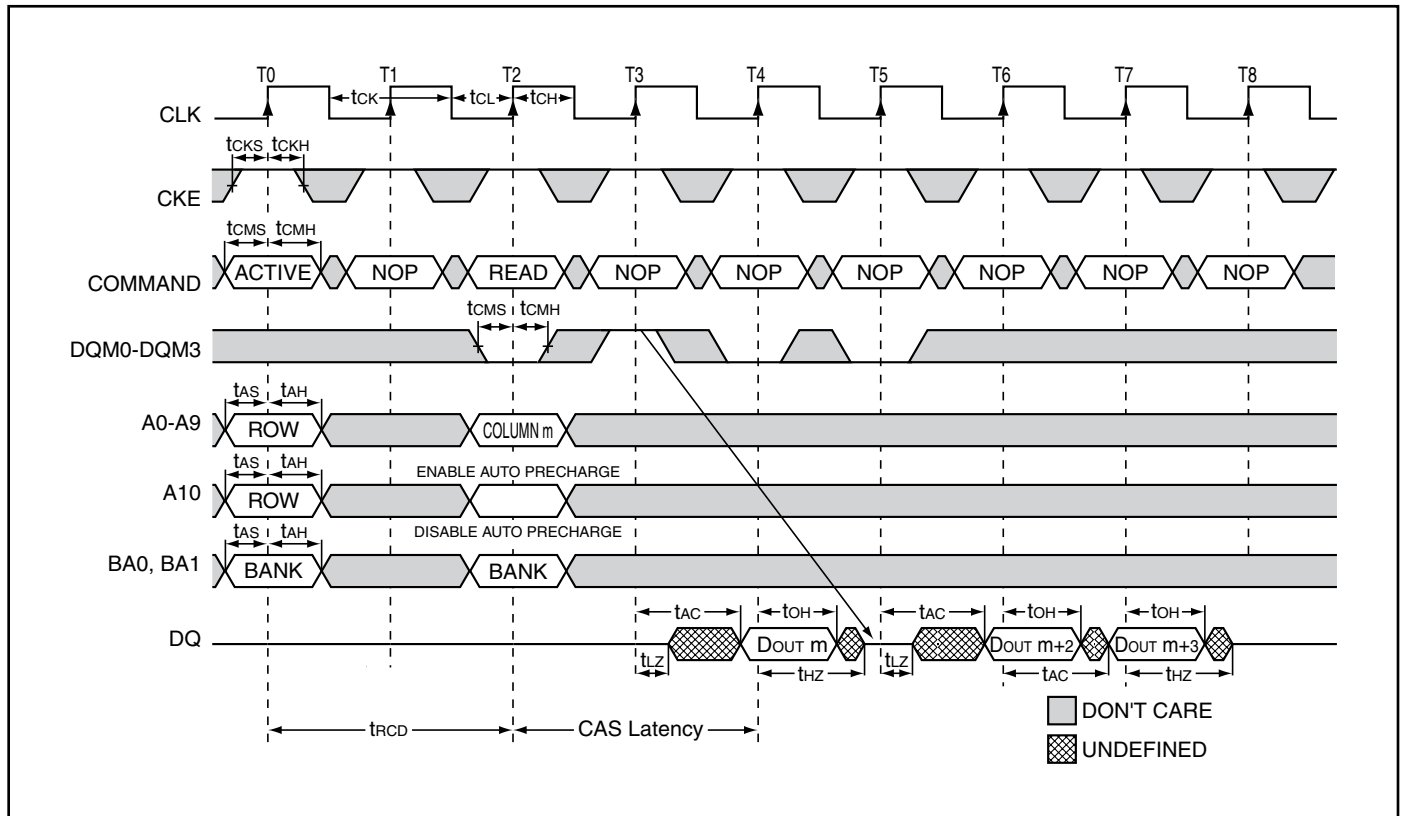 T0 T1 T2 T3 T4 T5 T6 T7 T8
CLK
tCK tCL tCH
tCKS tCKH
CKE
tCMS tCMH
COMMAND
ACTIVE NOP READ NOP NOP NOP NOP NOP NOP
tCMS tCMH
DQM0-DQM3
tAS tAH
A0-A9
ROW COLUMN m
tAS tAH
ENABLE AUTO PRECHARGE
A10
ROW
tAS tAH
DISABLE AUTO PRECHARGE
BA0, BA1
BANK BANK
tAC tOH tAC tOH tOH
DQ
DOUT m DOUT m+2 DOUT m+3
tLZ tHZ tLZ tAC tHZ
tRCD CAS Latency
DON'T CARE
UNDEFINED